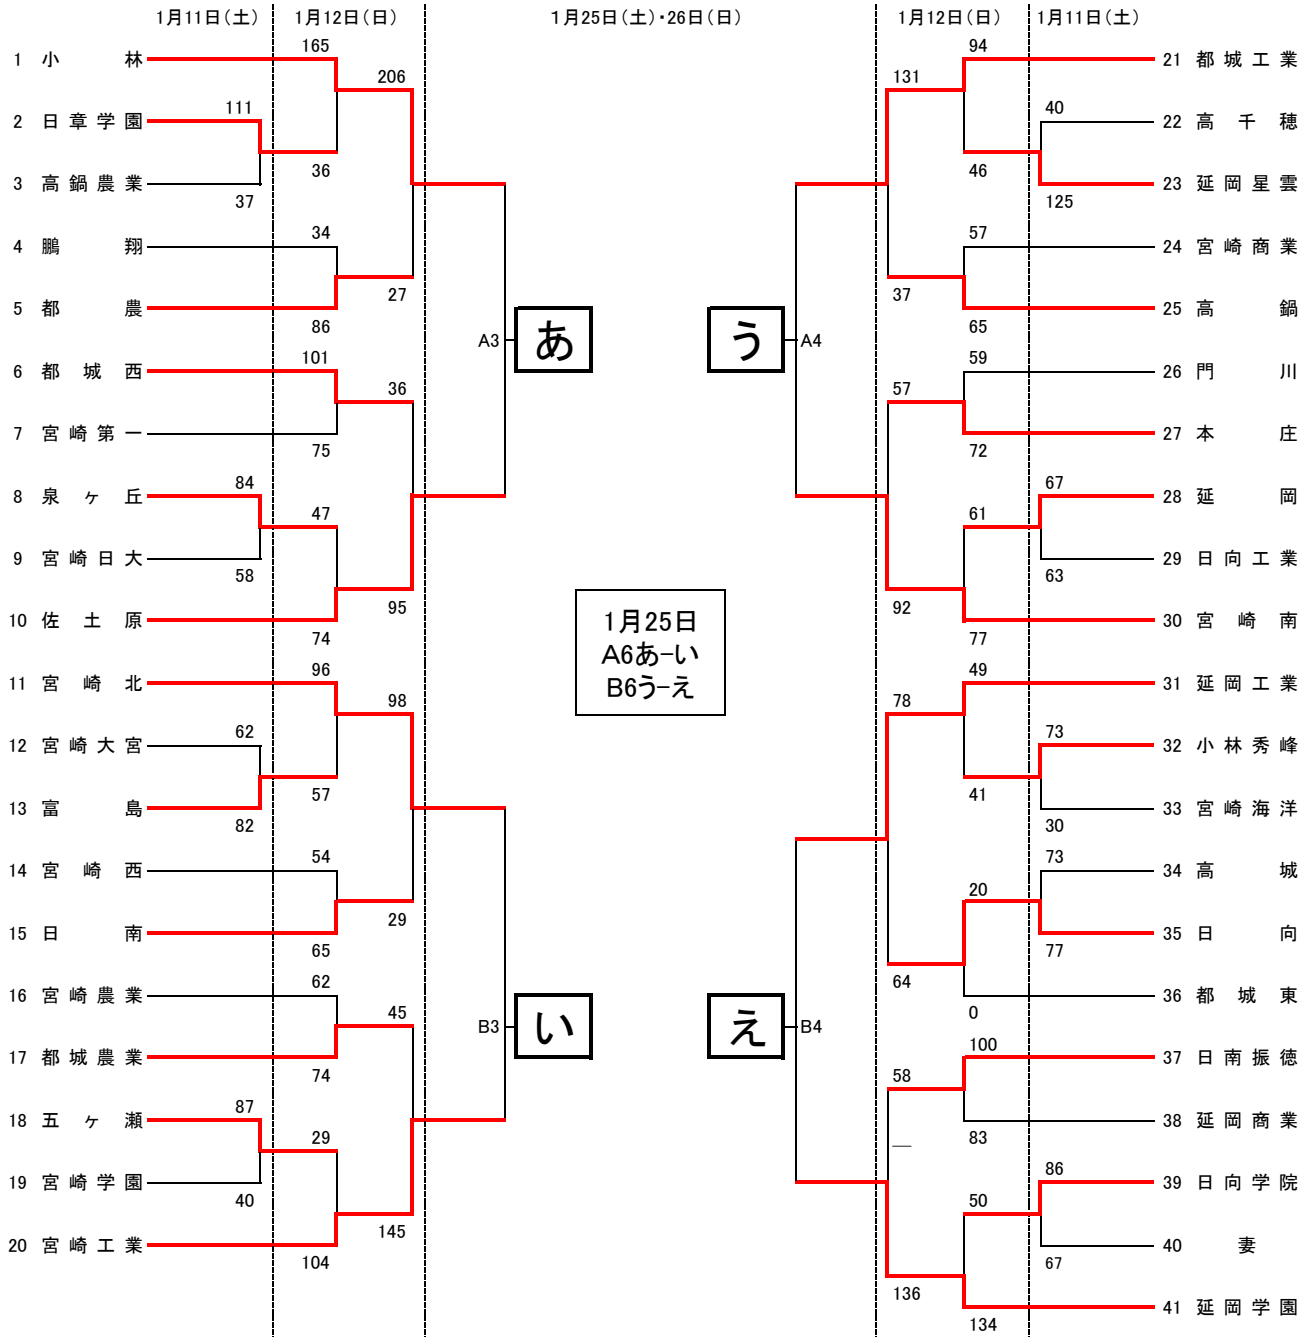 1月11日(土) 1月12日(日) 1月25日(土)・26日(日) 1月12日(日) 1月11日(土)
165 94
1 小林 21 都城工業
206 131
111 40
2 日章学園 22 高千穂
36 46
3 高鍋農業 23 延岡星雲
37 125
34 57
4 鵬翔 24 宮崎商業
27 37
5 都農 25 高鍋
86 65
A3 あ う A4
101 59
6 都城西 26 門川
36 57
7 宮崎第一 27 本庄
75 72
84 67
8 泉ヶ丘 28 延岡
47 61
9 宮崎日大 29 日向工業
58 63
95 92
10 佐土原 30 宮崎南
74 77
1月25日
A6あ-い
B6う-え
96 49
11 宮崎北 31 延岡工業
98 78
62 73
12 宮崎大宮 32 小林秀峰
57 41
13 富島 33 宮崎海洋
82 30
54 73
14 宮崎西 34 高城
29 20
15 日南 35 日向
65 77
62 64
16 宮崎農業 36 都城東
45 0
B3 い え B4
17 都城農業 37 日南振徳
74 100
87 58
18 五ヶ瀬 38 延岡商業
29 83
19 宮崎学園 39 日向学院
40 86
145 50
20 宮崎工業 40 妻
104 67
136
41 延岡学園
134